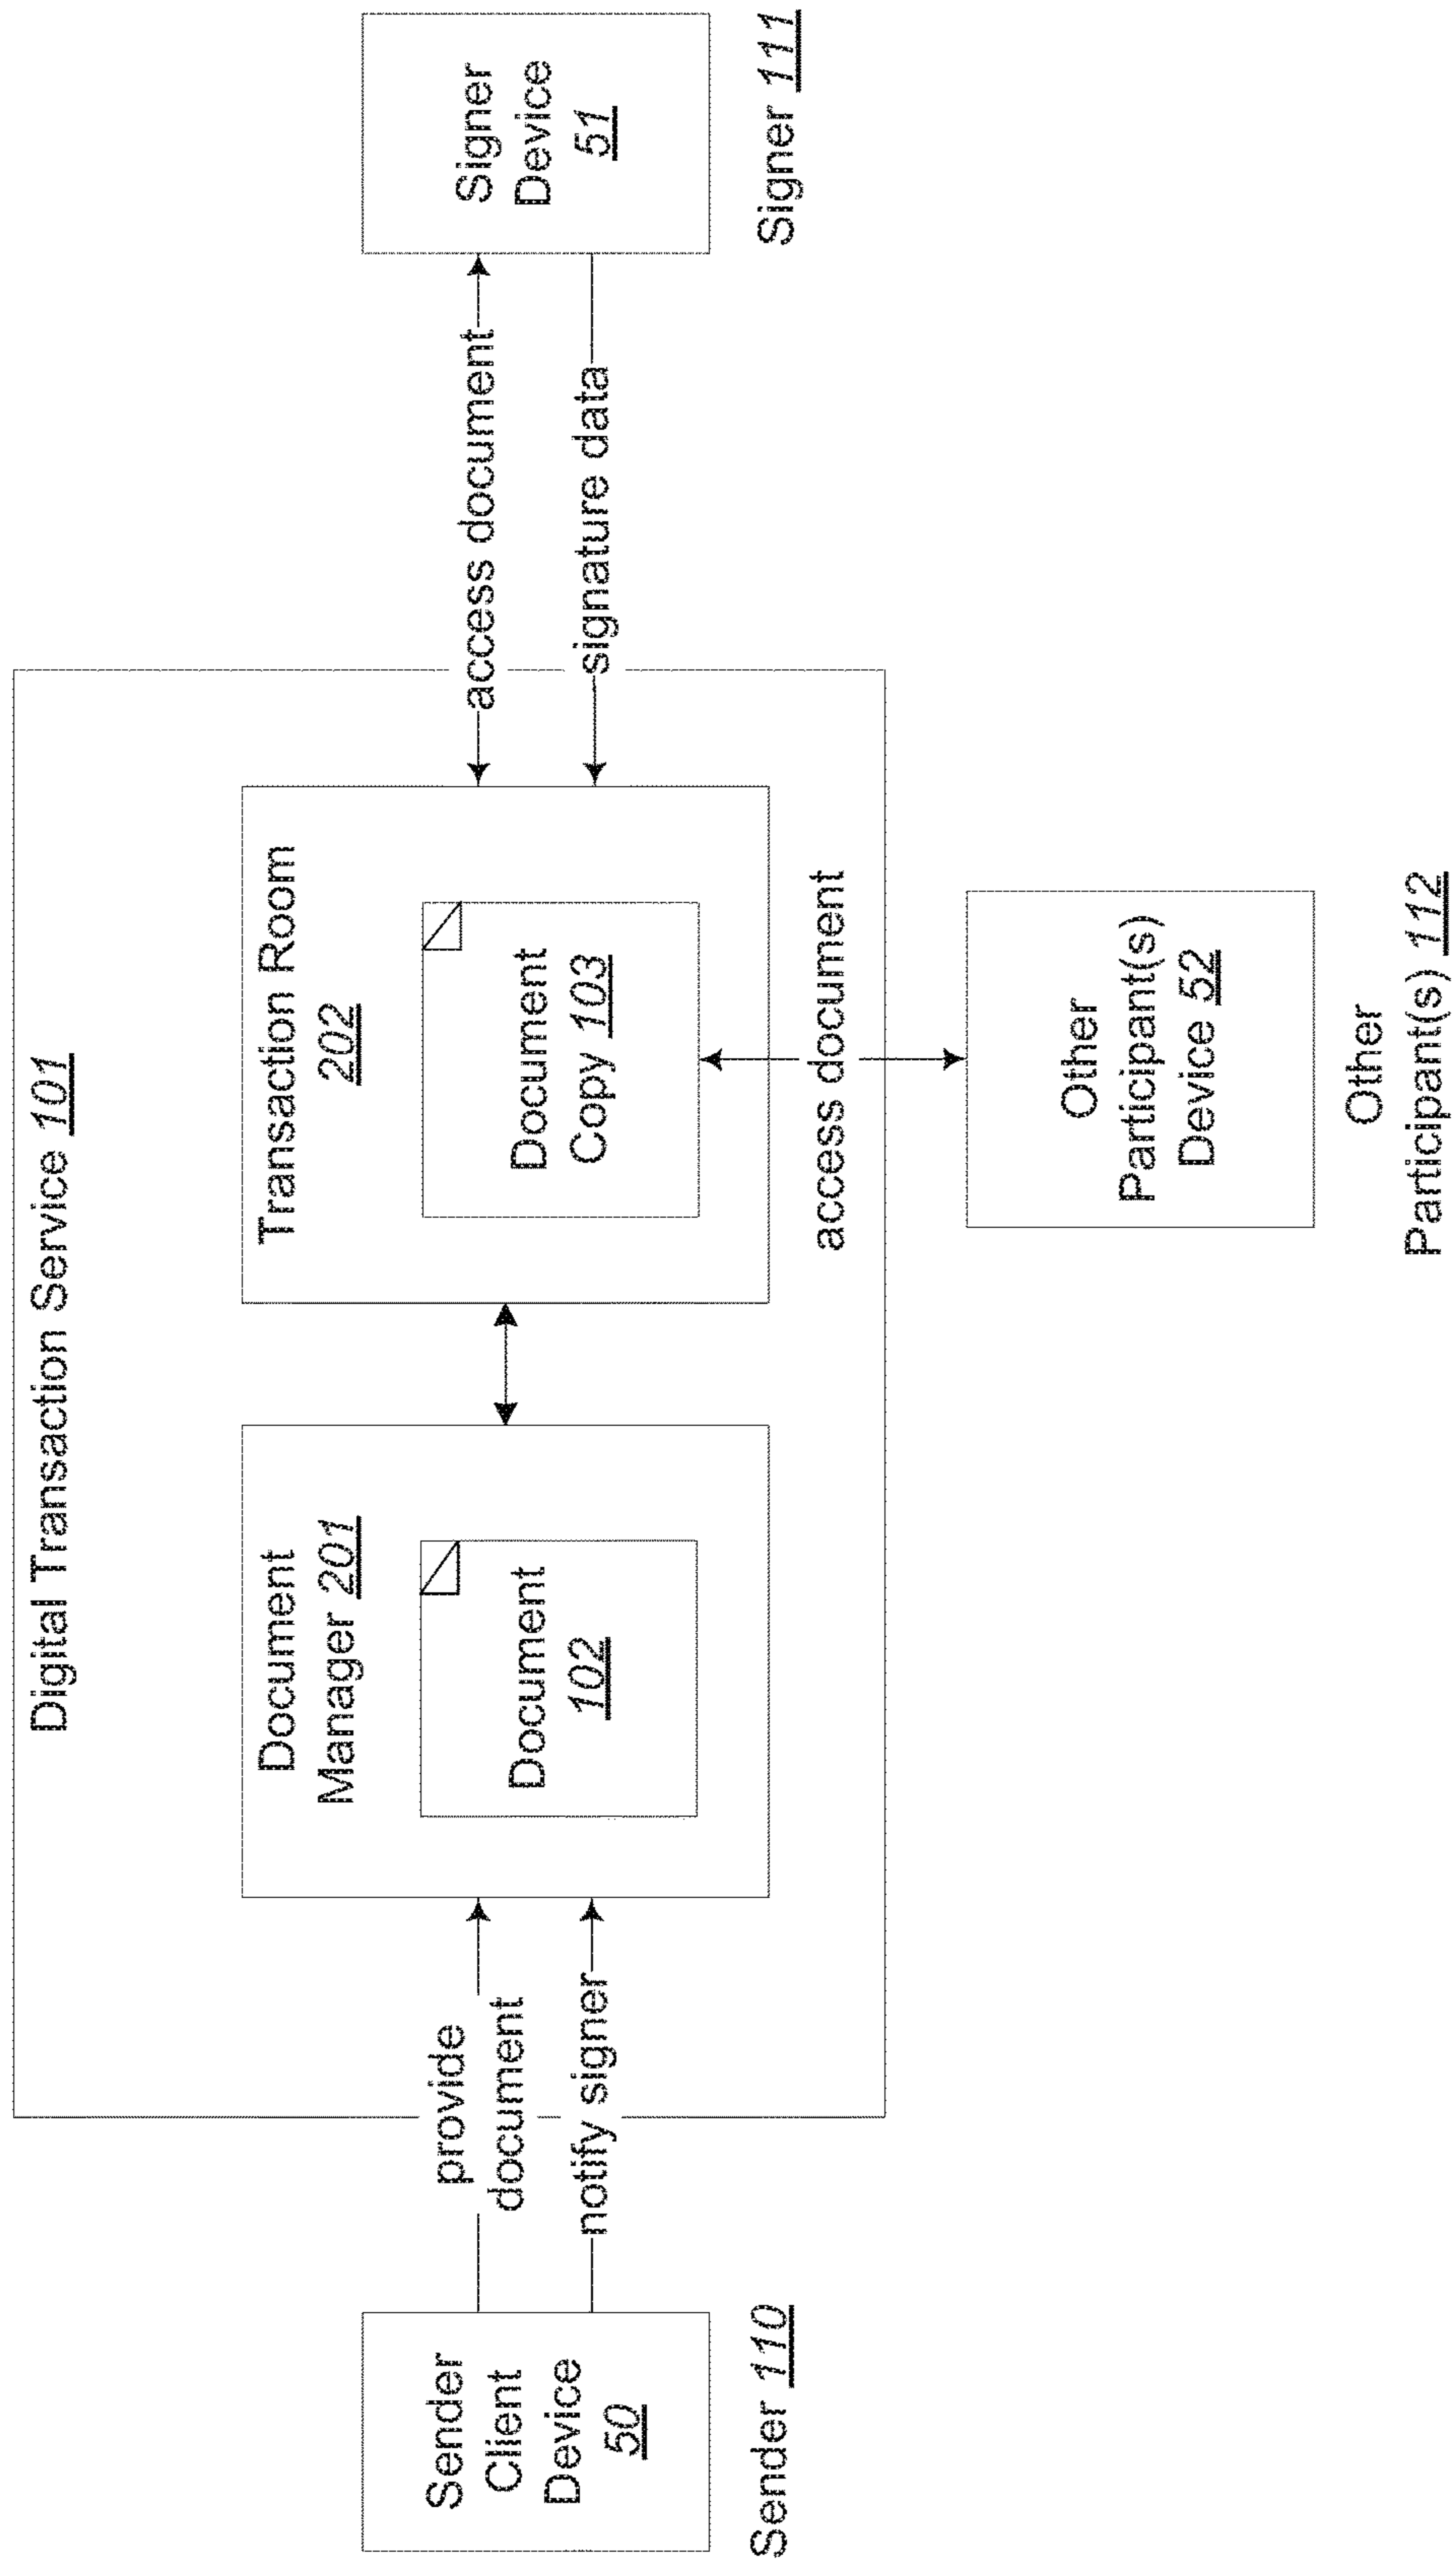 Digital Transaction Service 101
Sender
Client
Device
50
Sender 110
provide
document
notify signer
Document
Manager 201
Document
102
Transaction Room
202
Document
Copy 103
access document
signature data
Signer
Device
51
Signer 111
access document
Other
Participant(s)
Device 52
Other
Participant(s) 112